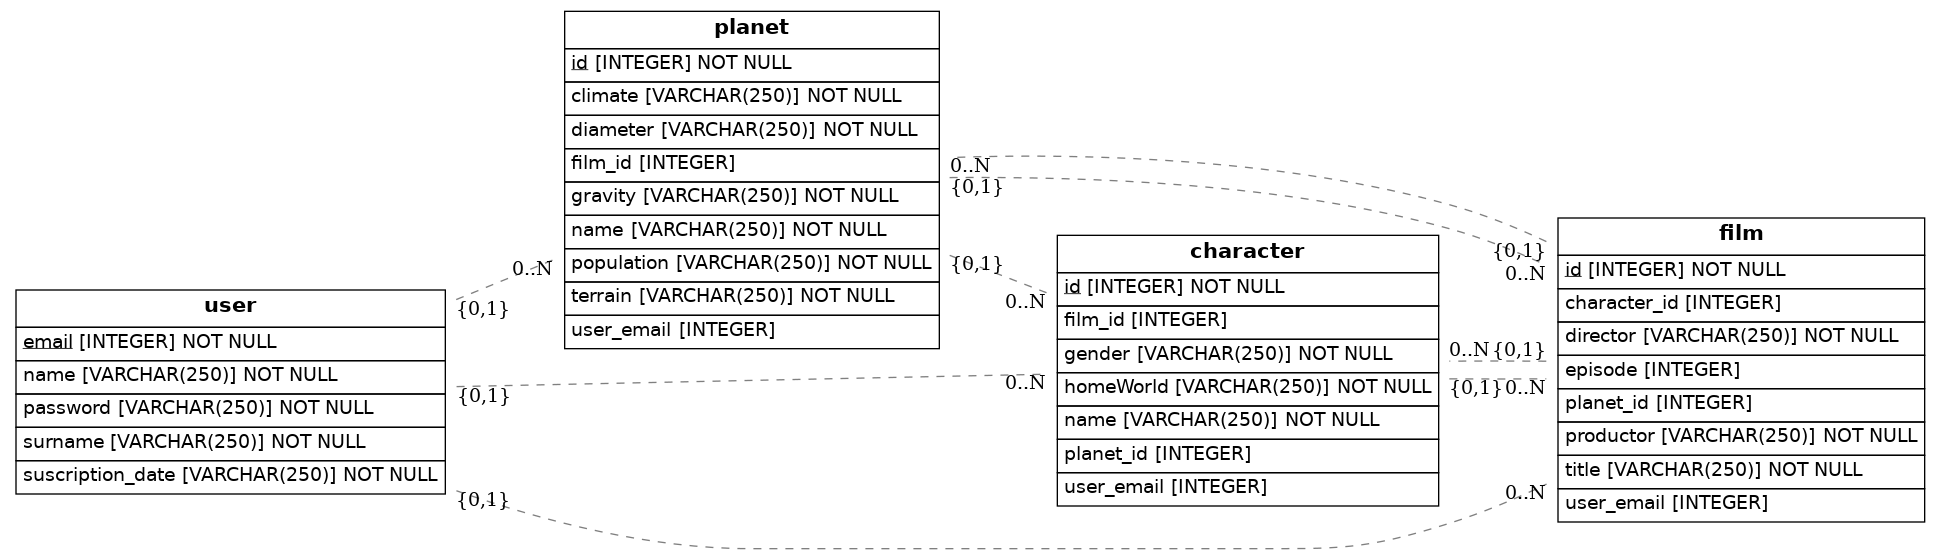 planet
id [INTEGER] NOT NULL
climate [VARCHAR(250)] NOT NULL
diameter [VARCHAR(250)] NOT NULL
film_id [INTEGER]
gravity [VARCHAR(250)] NOT NULL
name [VARCHAR(250)] NOT NULL
population [VARCHAR(250)] NOT NULL
terrain [VARCHAR(250)] NOT NULL
user_email [INTEGER]
0..N
{0,1}
{0,1}
0..N
user
email [INTEGER] NOT NULL
name [VARCHAR(250)] NOT NULL
password [VARCHAR(250)] NOT NULL
surname [VARCHAR(250)] NOT NULL
suscription_date [VARCHAR(250)] NOT NULL
0..N
{0,1}
{0,1}
0..N
{0,1}
0..N
{0,1}
0..N
character
id [INTEGER] NOT NULL
film_id [INTEGER]
gender [VARCHAR(250)] NOT NULL
homeWorld [VARCHAR(250)] NOT NULL
name [VARCHAR(250)] NOT NULL
planet_id [INTEGER]
user_email [INTEGER]
0..N {0,1}
{0,1} 0..N
film
id [INTEGER] NOT NULL
character_id [INTEGER]
director [VARCHAR(250)] NOT NULL
episode [INTEGER]
planet_id [INTEGER]
productor [VARCHAR(250)] NOT NULL
title [VARCHAR(250)] NOT NULL
user_email [INTEGER]